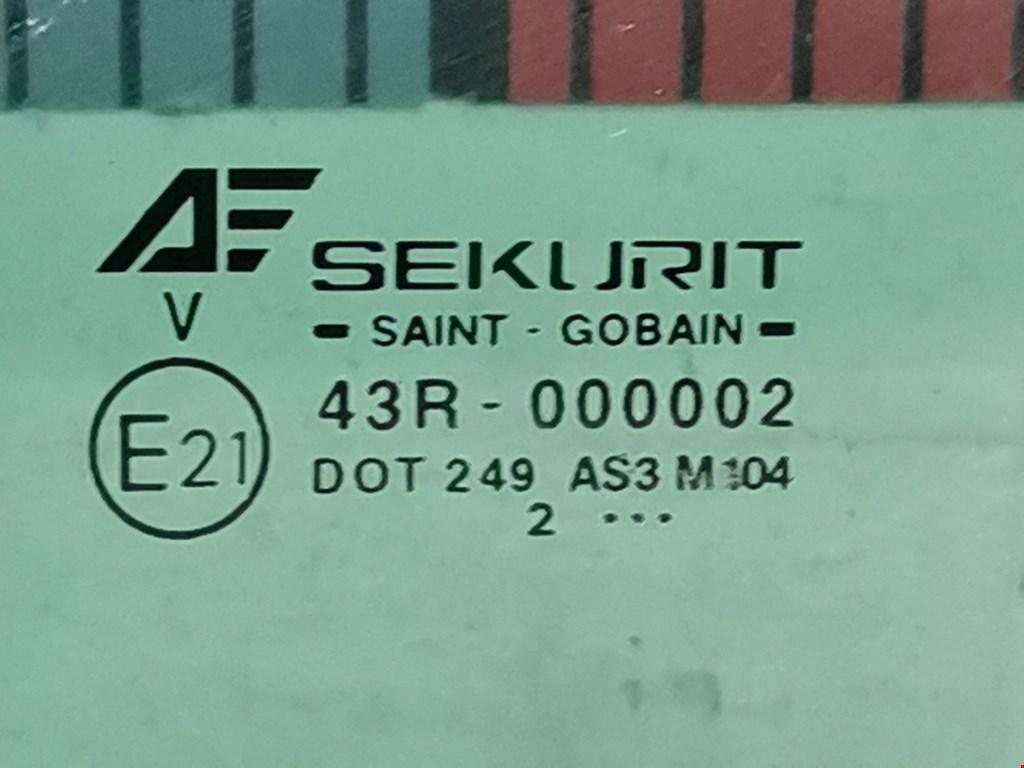 AF
SEKURIT
V
SAINT - GOBAIN
E21
43R - 000002
DOT 249 AS3 M104
2 •••